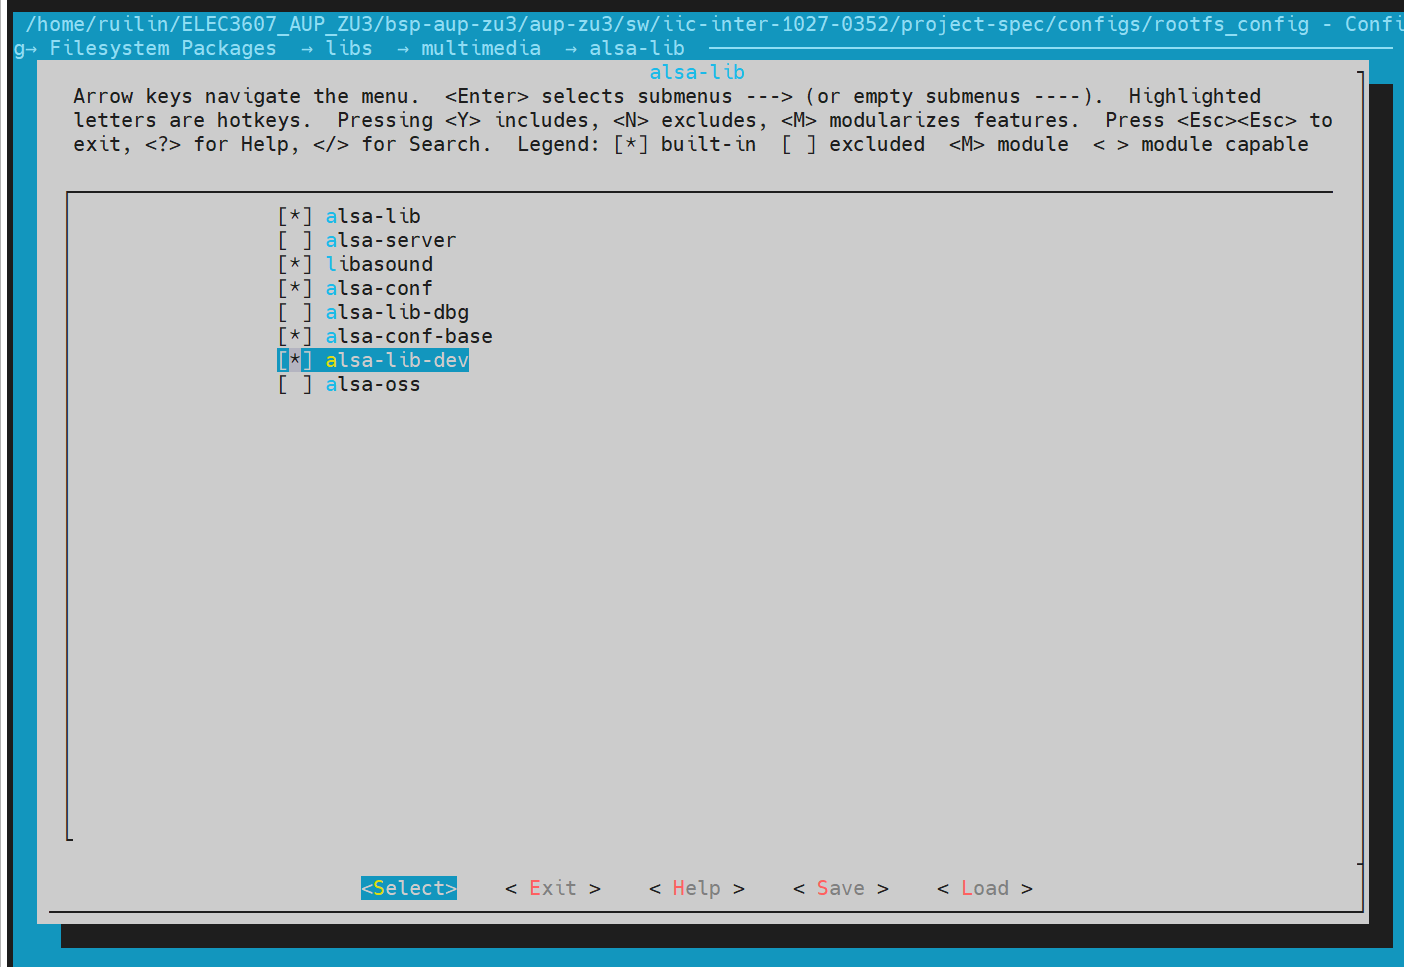 /home/ruilin/ELEC3607_AUP_ZU3/bsp-aup-zu3/aup-zu3/sw/iic-inter-1027-0352/project-spec/configs/rootfs_config - Confi
g→ Filesystem Packages → libs → multimedia → alsa-lib
alsa-lib
Arrow keys navigate the menu. <Enter> selects submenus ---> (or empty submenus ----). Highlighted
letters are hotkeys. Pressing <Y> includes, <N> excludes, <M> modularizes features. Press <Esc><Esc> to
exit, <?> for Help, </> for Search. Legend: [*] built-in [ ] excluded <M> module < > module capable
[*] alsa-lib
[ ] alsa-server
[*] libasound
[*] alsa-conf
[ ] alsa-lib-dbg
[*] alsa-conf-base
[*] alsa-lib-dev
[ ] alsa-oss
<Select> < Exit > < Help > < Save > < Load >